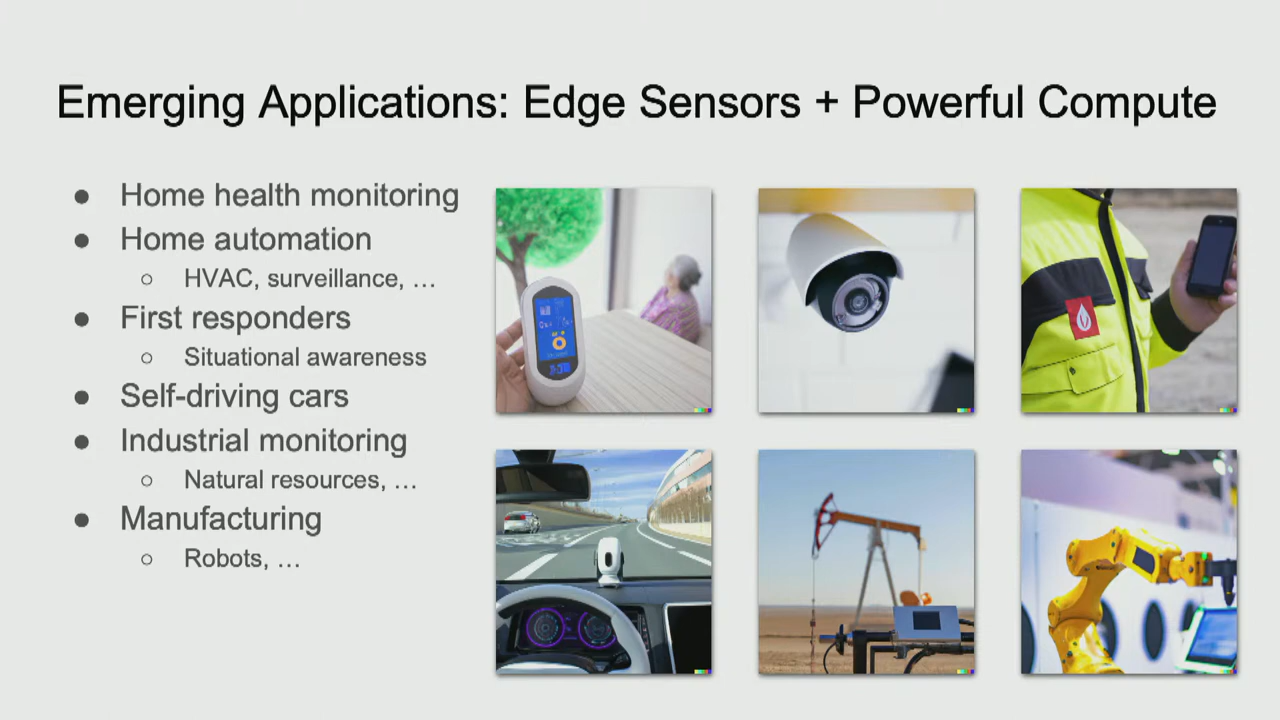 Emerging Applications: Edge Sensors + Powerful Compute
● Home health monitoring
● Home automation
○ HVAC, surveillance, …
● First responders
○ Situational awareness
● Self-driving cars
● Industrial monitoring
○ Natural resources, …
● Manufacturing
○ Robots, …